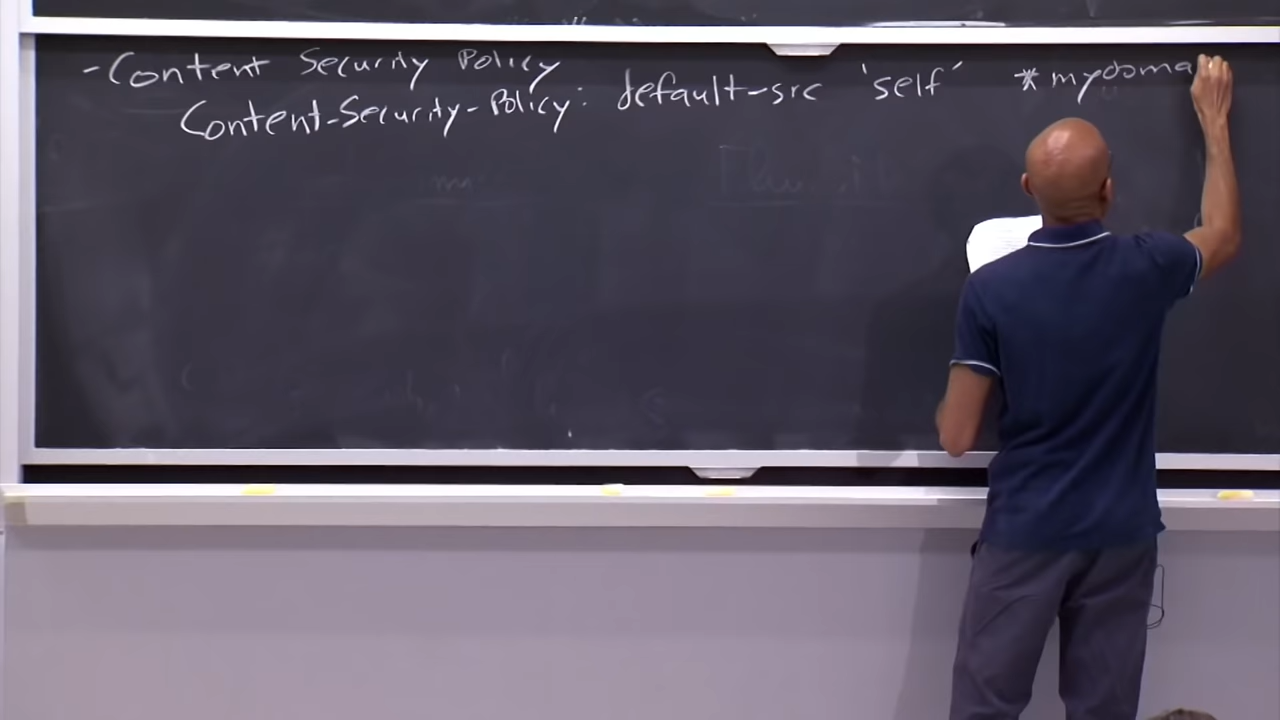 - Content Security Policy
Content-Security-Policy: default-src 'self' *mydoma